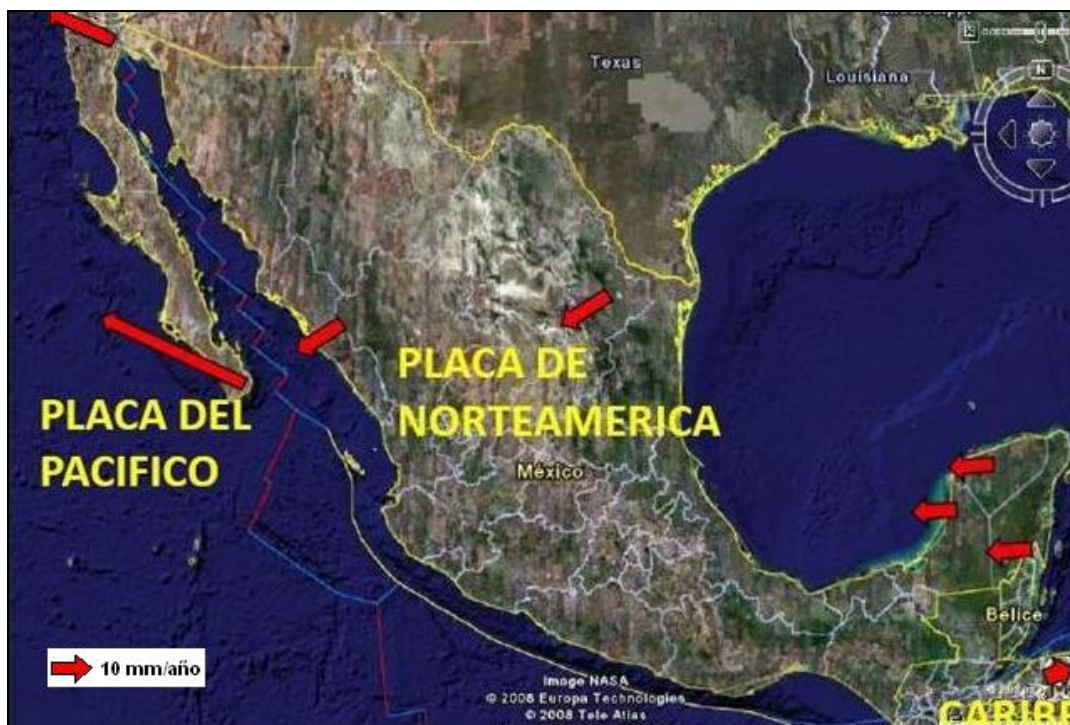 Texas
Louisiana
N
PLACA DE
NORTEAMERICA
PLACA DEL
PACIFICO
México
Belice
10 mm/año
Image NASA
© 2008 Europa Technologies
© 2008 Tele Atlas
CARIBE